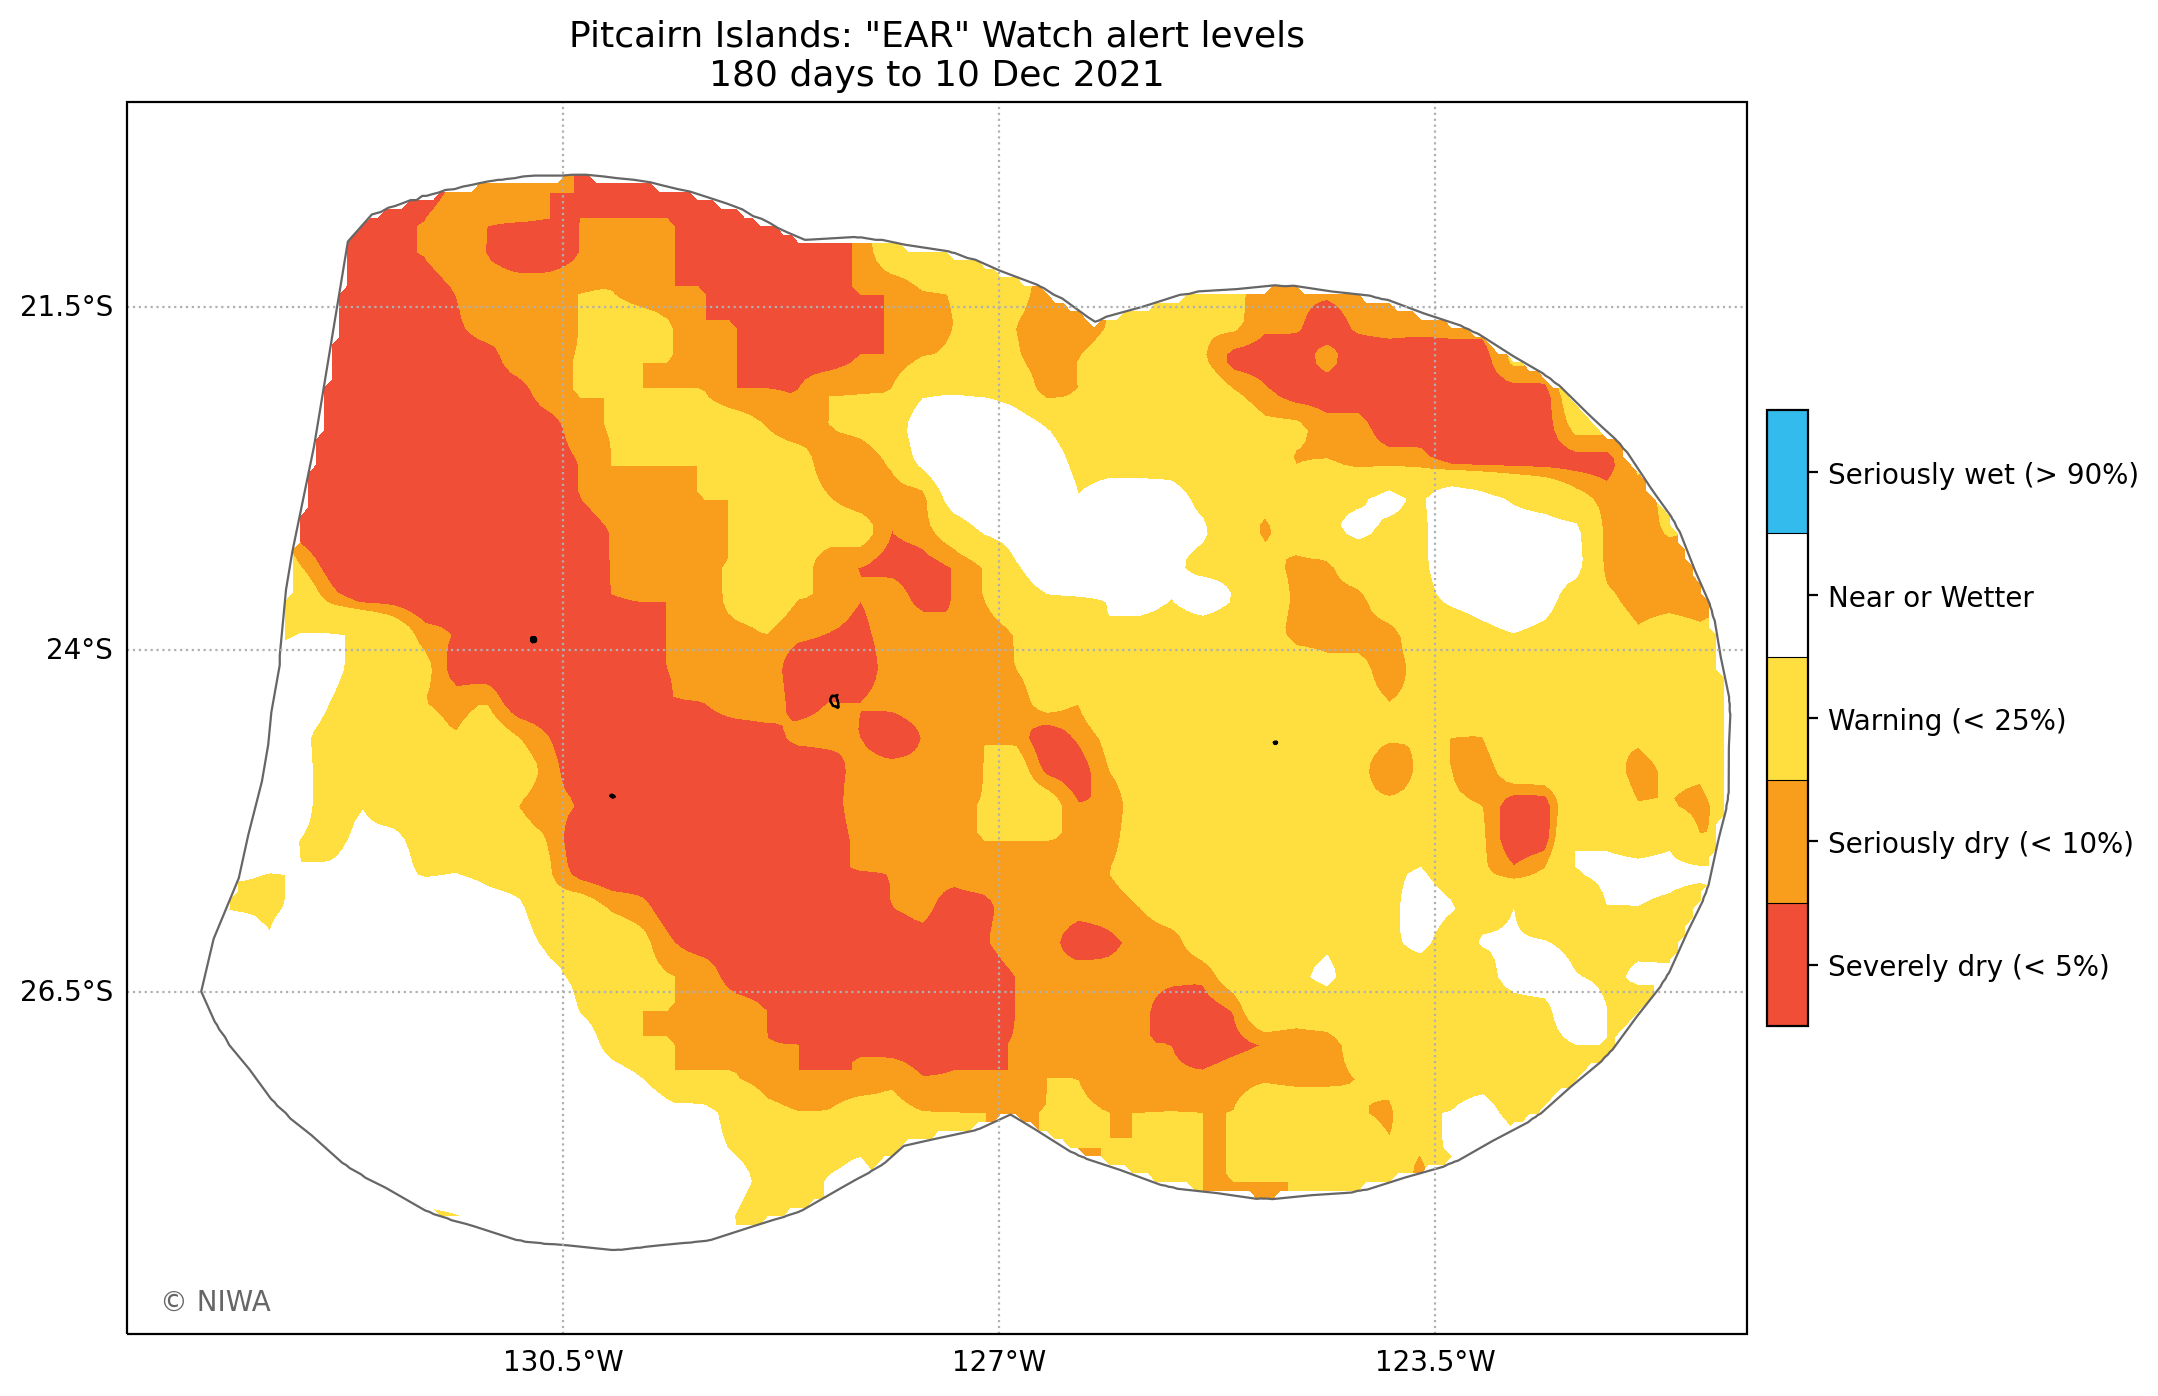 Pitcairn Islands: "EAR" Watch alert levels
180 days to 10 Dec 2021
21.5°S
24°S
26.5°S
130.5°W
127°W
123.5°W
Seriously wet (> 90%)
Near or Wetter
Warning (< 25%)
Seriously dry (< 10%)
Severely dry (< 5%)
© NIWA